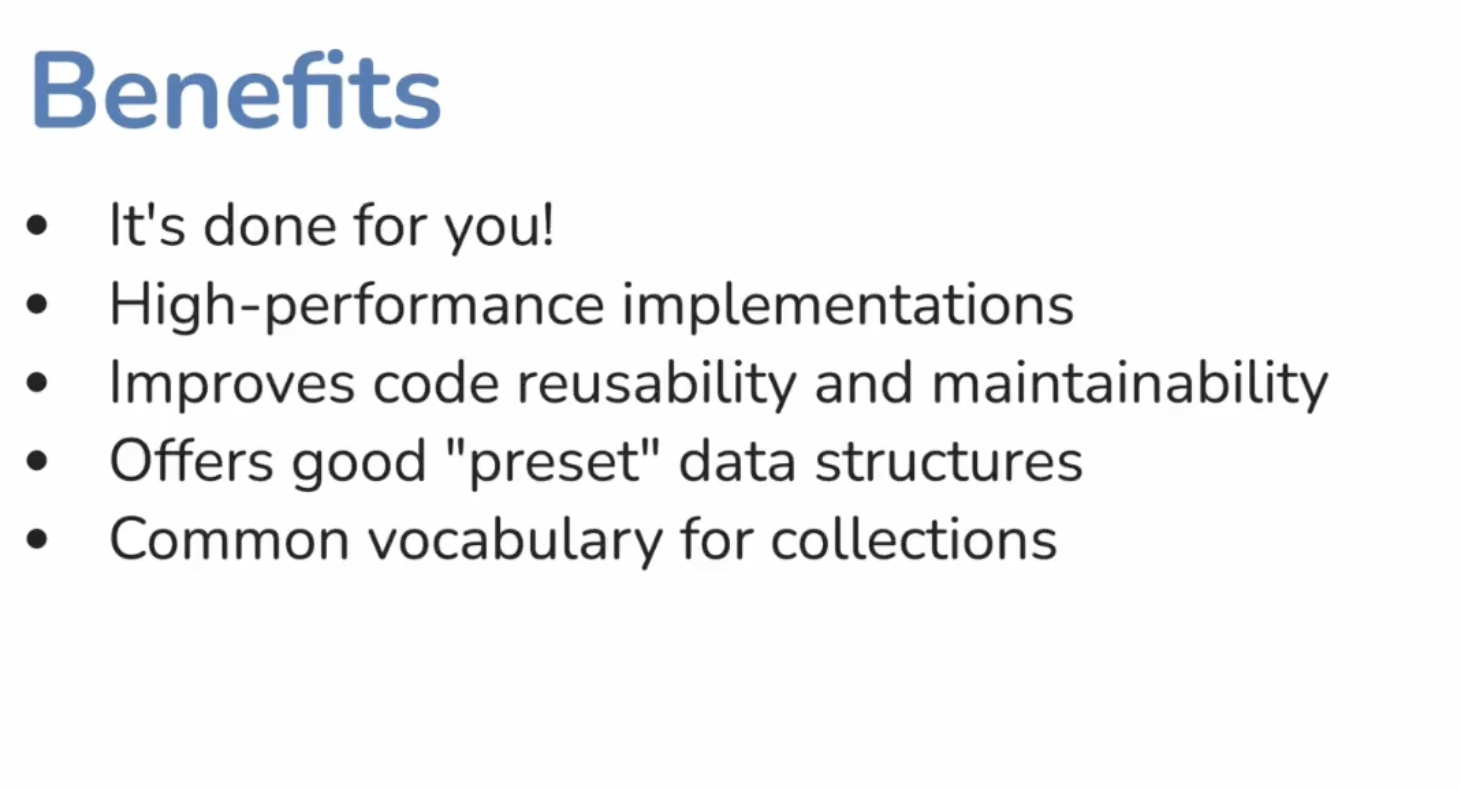 Benefits
• It's done for you!
• High-performance implementations
• Improves code reusability and maintainability
• Offers good "preset" data structures
• Common vocabulary for collections